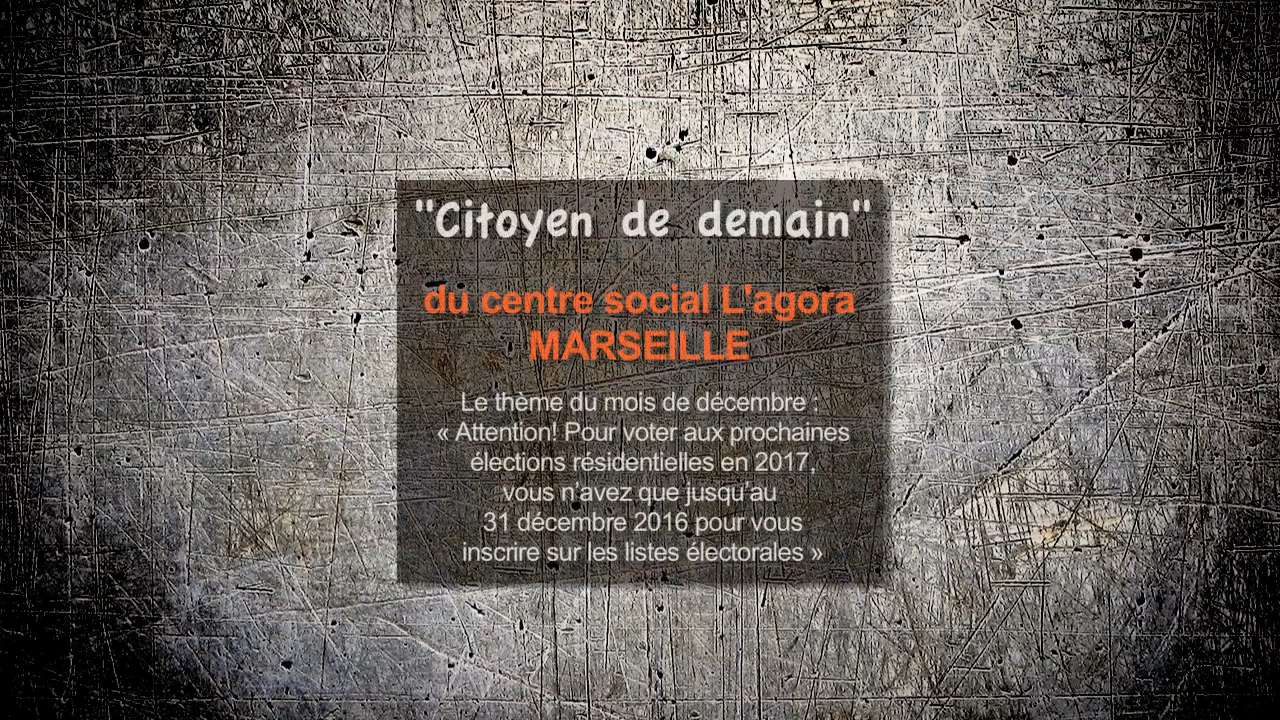 "Citoyen de demain"
du centre social L'agora
MARSEILLE
Le thème du mois de décembre :
« Attention! Pour voter aux prochaines
élections résidentielles en 2017,
vous n'avez que jusqu'au
31 décembre 2016 pour vous
inscrire sur les listes électorales »